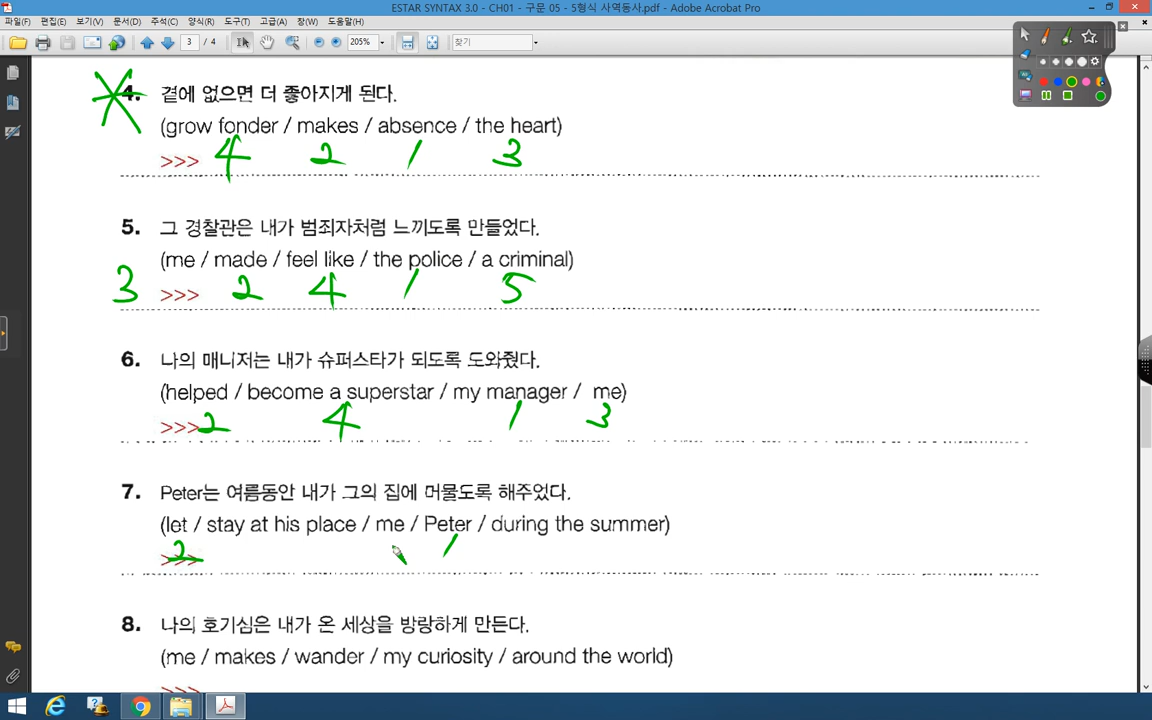 ESTAR SYNTAX 3.0 - CH01 - 구문 05 - 5형식 사역동사.pdf - Adobe Acrobat Pro
파일(F) 편집(E) 보기(V) 문서(D) 주석(C) 양식(R) 도구(T) 고급(A) 창(W) 도움말(H)
3 / 4 205% 찾기
4. 곁에 없으면 더 좋아지게 된다.
(grow fonder / makes / absence / the heart)
>>> 4 2 1 3
5. 그 경찰관은 내가 범죄자처럼 느끼도록 만들었다.
(me / made / feel like / the police / a criminal)
3 >>> 2 4 1 5
6. 나의 매니저는 내가 슈퍼스타가 되도록 도와줬다.
(helped / become a superstar / my manager / me)
>>> 2 4 1 3
7. Peter는 여름동안 내가 그의 집에 머물도록 해주었다.
(let / stay at his place / me / Peter / during the summer)
>>> 2 1
8. 나의 호기심은 내가 온 세상을 방랑하게 만든다.
(me / makes / wander / my curiosity / around the world)
>>>